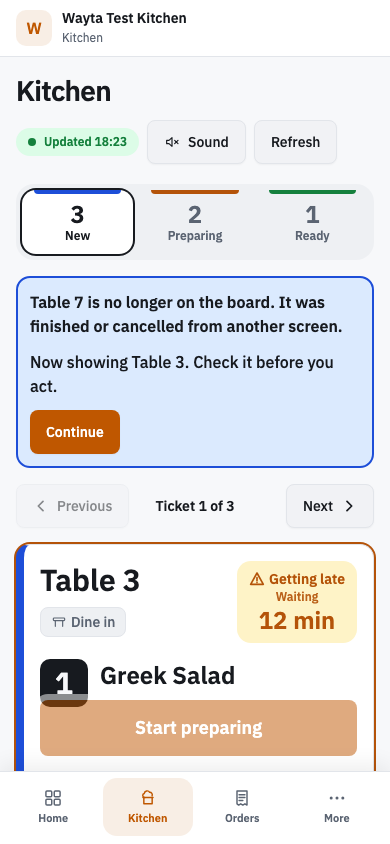 W
Wayta Test Kitchen
Kitchen
Kitchen
Updated 18:23
Sound
Refresh
3
New
2
Preparing
1
Ready
Table 7 is no longer on the board. It was
finished or cancelled from another screen.
Now showing Table 3. Check it before you
act.
Continue
Previous
Ticket 1 of 3
Next
Table 3
Dine in
Getting late
Waiting
12 min
1
Greek Salad
Start preparing
Home
Kitchen
Orders
More